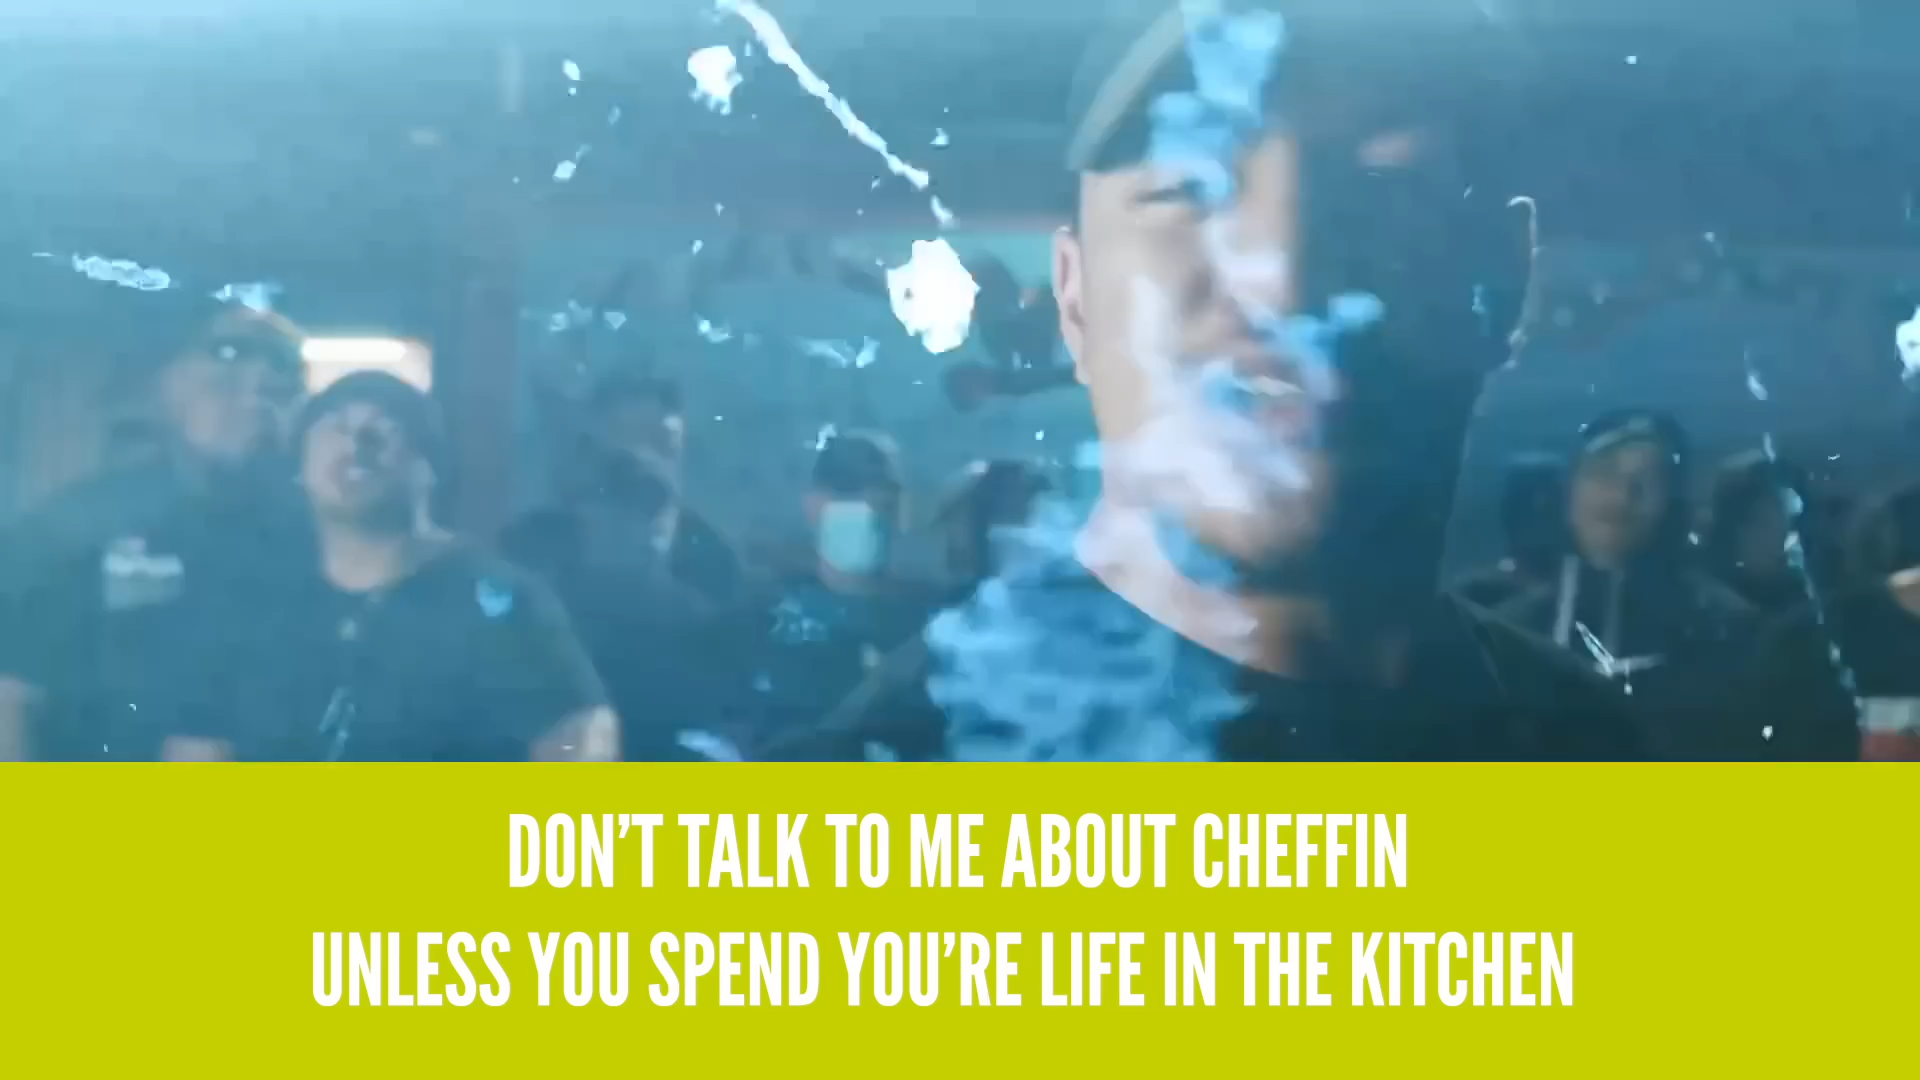 DON’T TALK TO ME ABOUT CHEFFIN
UNLESS YOU SPEND YOU’RE LIFE IN THE KITCHEN